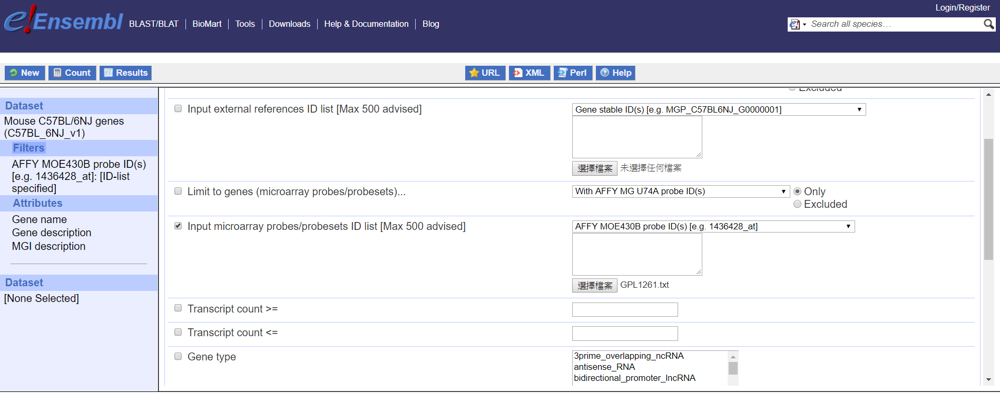 Login/Register
e!Ensembl BLAST/BLAT BioMart Tools Downloads Help & Documentation Blog
e! Search all species…
New Count Results URL XML Perl Help
Excluded
Dataset
Mouse C57BL/6NJ genes
(C57BL_6NJ_v1)
Filters
AFFY MOE430B probe ID(s)
[e.g. 1436428_at]: [ID-list
specified]
Attributes
Gene name
Gene description
MGI description
Dataset
[None Selected]
Input external references ID list [Max 500 advised]
Gene stable ID(s) [e.g. MGP_C57BL6NJ_G0000001]
選擇檔案 未選擇任何檔案
Limit to genes (microarray probes/probesets)...
With AFFY MG U74A probe ID(s)
Only
Excluded
Input microarray probes/probesets ID list [Max 500 advised]
AFFY MOE430B probe ID(s) [e.g. 1436428_at]
選擇檔案 GPL1261.txt
Transcript count >=
Transcript count <=
Gene type
3prime_overlapping_ncRNA
antisense_RNA
bidirectional_promoter_lncRNA